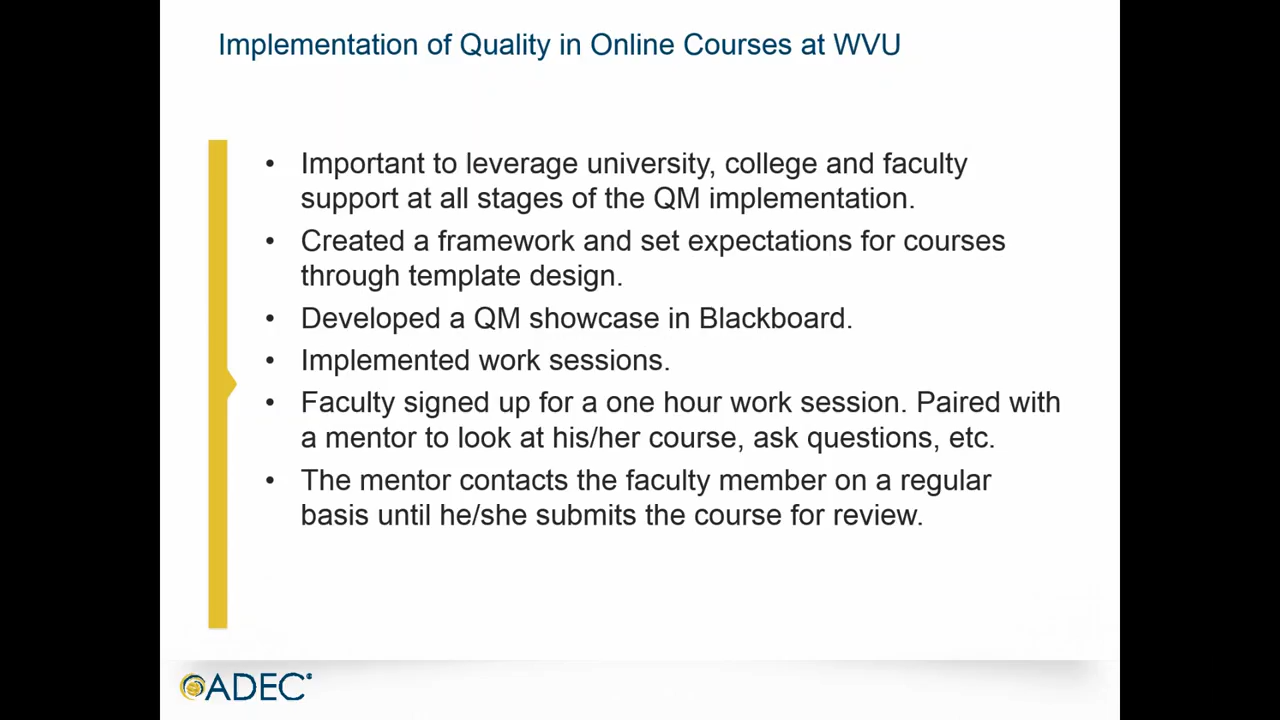 Implementation of Quality in Online Courses at WVU
• Important to leverage university, college and faculty
support at all stages of the QM implementation.
• Created a framework and set expectations for courses
through template design.
• Developed a QM showcase in Blackboard.
• Implemented work sessions.
• Faculty signed up for a one hour work session. Paired with
a mentor to look at his/her course, ask questions, etc.
• The mentor contacts the faculty member on a regular
basis until he/she submits the course for review.
ADEC